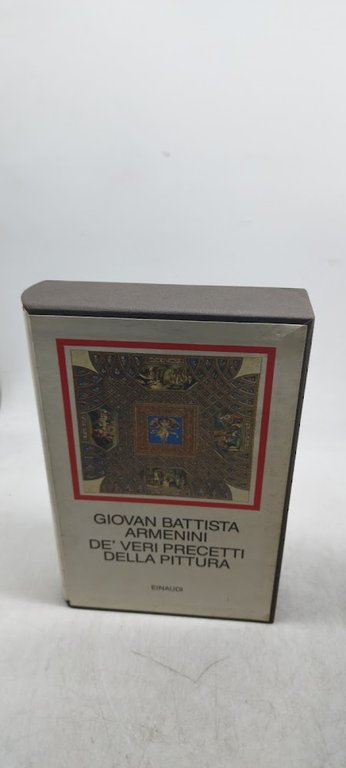 GIOVAN BATTISTA
ARMENINI
DE' VERI PRECETTI
DELLA PITTURA
EINAUDI